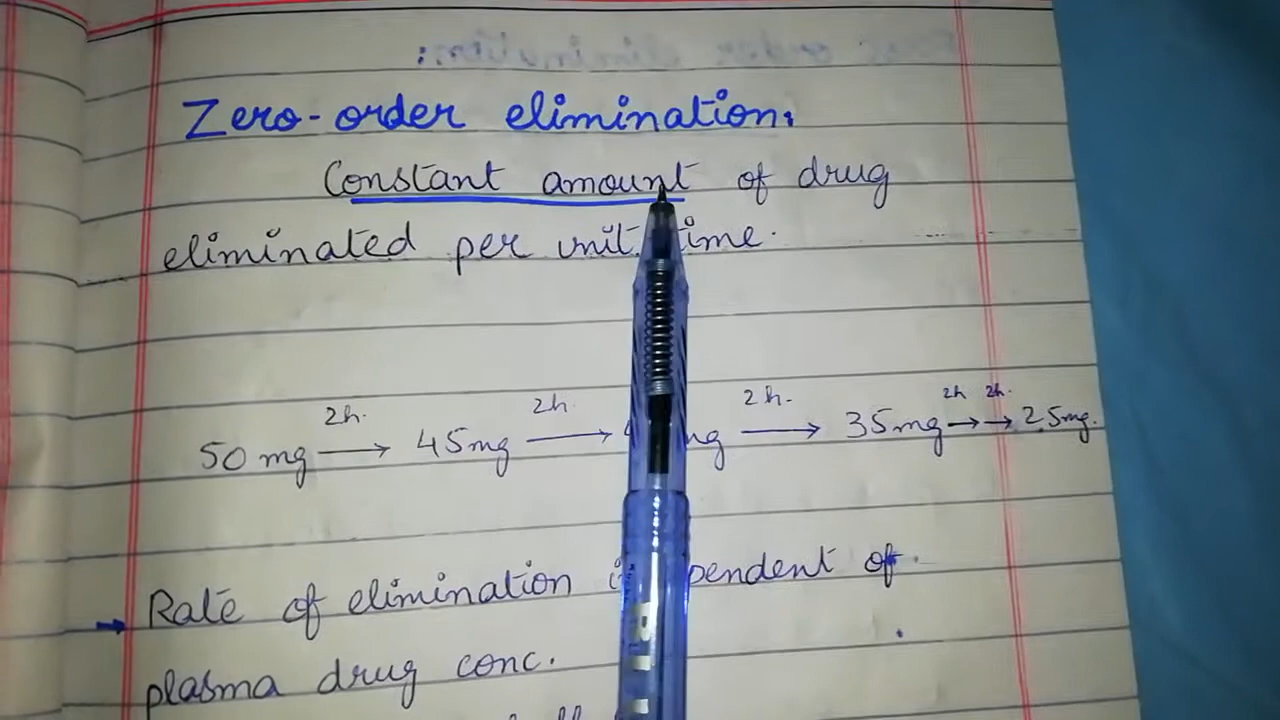 Zero-order elimination:
Constant amount of drug
eliminated per unit time.
2h. 2h. 2h. 2h 2h.
50 mg → 45mg → mg → 35mg → → 25mg.
Rate of elimination pendent of
plasma drug conc.